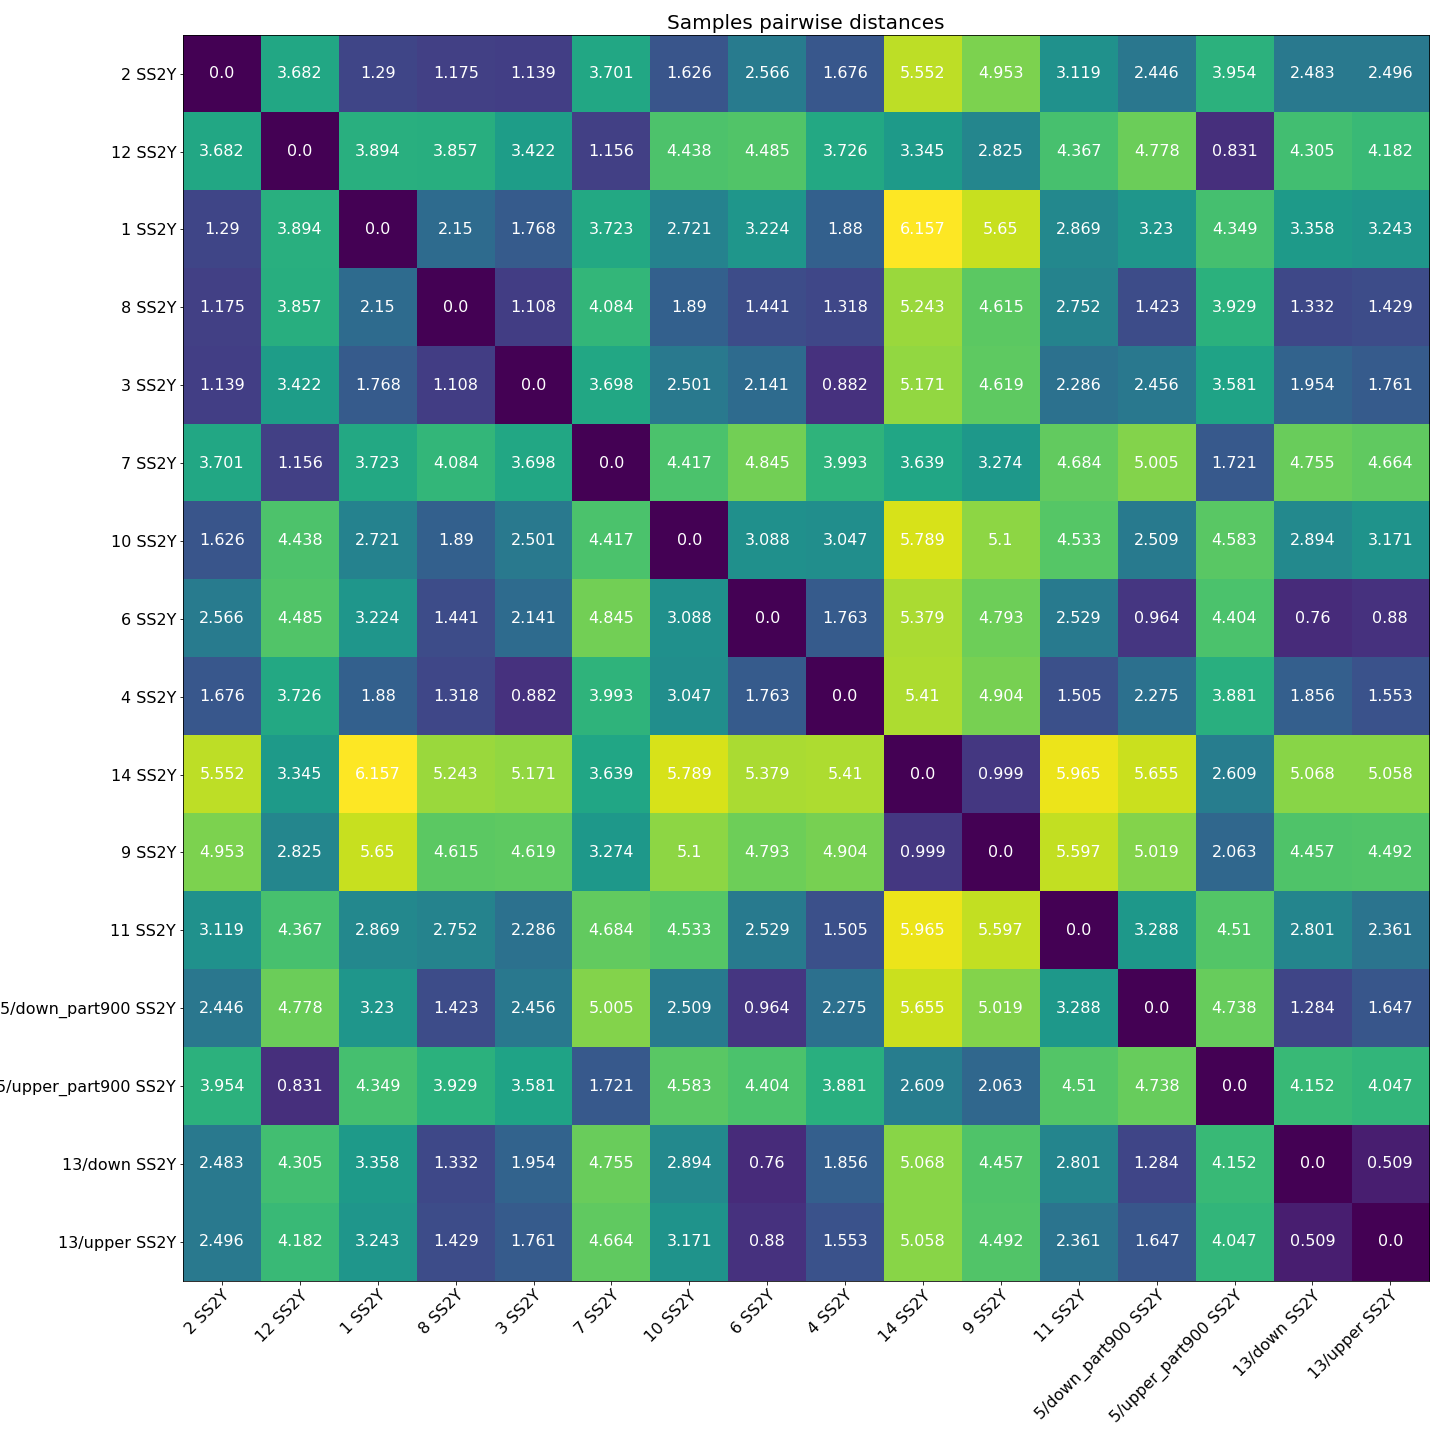 Samples pairwise distances
2 SS2Y 0.0 3.682 1.29 1.175 1.139 3.701 1.626 2.566 1.676 5.552 4.953 3.119 2.446 3.954 2.483 2.496
12 SS2Y 3.682 0.0 3.894 3.857 3.422 1.156 4.438 4.485 3.726 3.345 2.825 4.367 4.778 0.831 4.305 4.182
1 SS2Y 1.29 3.894 0.0 2.15 1.768 3.723 2.721 3.224 1.88 6.157 5.65 2.869 3.23 4.349 3.358 3.243
8 SS2Y 1.175 3.857 2.15 0.0 1.108 4.084 1.89 1.441 1.318 5.243 4.615 2.752 1.423 3.929 1.332 1.429
3 SS2Y 1.139 3.422 1.768 1.108 0.0 3.698 2.501 2.141 0.882 5.171 4.619 2.286 2.456 3.581 1.954 1.761
7 SS2Y 3.701 1.156 3.723 4.084 3.698 0.0 4.417 4.845 3.993 3.639 3.274 4.684 5.005 1.721 4.755 4.664
10 SS2Y 1.626 4.438 2.721 1.89 2.501 4.417 0.0 3.088 3.047 5.789 5.1 4.533 2.509 4.583 2.894 3.171
6 SS2Y 2.566 4.485 3.224 1.441 2.141 4.845 3.088 0.0 1.763 5.379 4.793 2.529 0.964 4.404 0.76 0.88
4 SS2Y 1.676 3.726 1.88 1.318 0.882 3.993 3.047 1.763 0.0 5.41 4.904 1.505 2.275 3.881 1.856 1.553
14 SS2Y 5.552 3.345 6.157 5.243 5.171 3.639 5.789 5.379 5.41 0.0 0.999 5.965 5.655 2.609 5.068 5.058
9 SS2Y 4.953 2.825 5.65 4.615 4.619 3.274 5.1 4.793 4.904 0.999 0.0 5.597 5.019 2.063 4.457 4.492
11 SS2Y 3.119 4.367 2.869 2.752 2.286 4.684 4.533 2.529 1.505 5.965 5.597 0.0 3.288 4.51 2.801 2.361
5/down_part900 SS2Y 2.446 4.778 3.23 1.423 2.456 5.005 2.509 0.964 2.275 5.655 5.019 3.288 0.0 4.738 1.284 1.647
5/upper_part900 SS2Y 3.954 0.831 4.349 3.929 3.581 1.721 4.583 4.404 3.881 2.609 2.063 4.51 4.738 0.0 4.152 4.047
13/down SS2Y 2.483 4.305 3.358 1.332 1.954 4.755 2.894 0.76 1.856 5.068 4.457 2.801 1.284 4.152 0.0 0.509
13/upper SS2Y 2.496 4.182 3.243 1.429 1.761 4.664 3.171 0.88 1.553 5.058 4.492 2.361 1.647 4.047 0.509 0.0
2 SS2Y 12 SS2Y 1 SS2Y 8 SS2Y 3 SS2Y 7 SS2Y 10 SS2Y 6 SS2Y 4 SS2Y 14 SS2Y 9 SS2Y 11 SS2Y 5/down_part900 SS2Y 5/upper_part900 SS2Y 13/down SS2Y 13/upper SS2Y